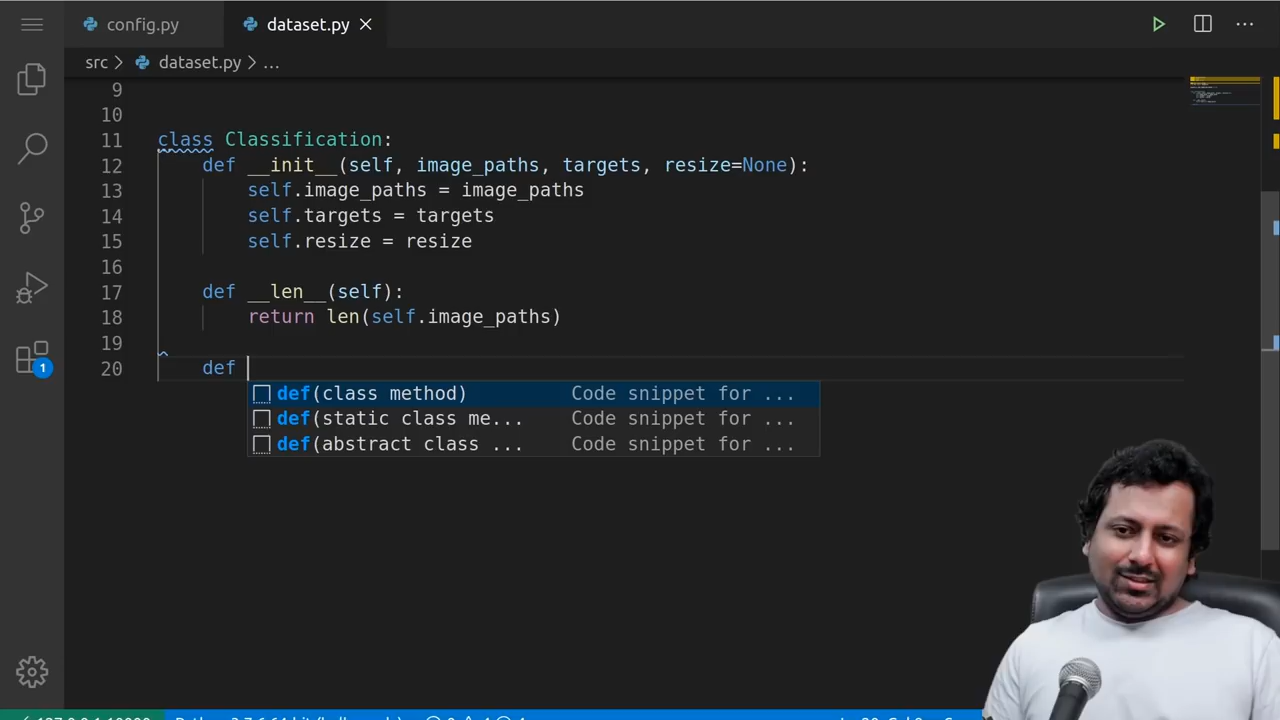 config.py
dataset.py
src > dataset.py > ...
9
10
11 class Classification:
12 def __init__(self, image_paths, targets, resize=None):
13 self.image_paths = image_paths
14 self.targets = targets
15 self.resize = resize
16
17 def __len__(self):
18 return len(self.image_paths)
19
20 def
def(class method) Code snippet for ...
def(static class me... Code snippet for ...
def(abstract class ... Code snippet for ...
1